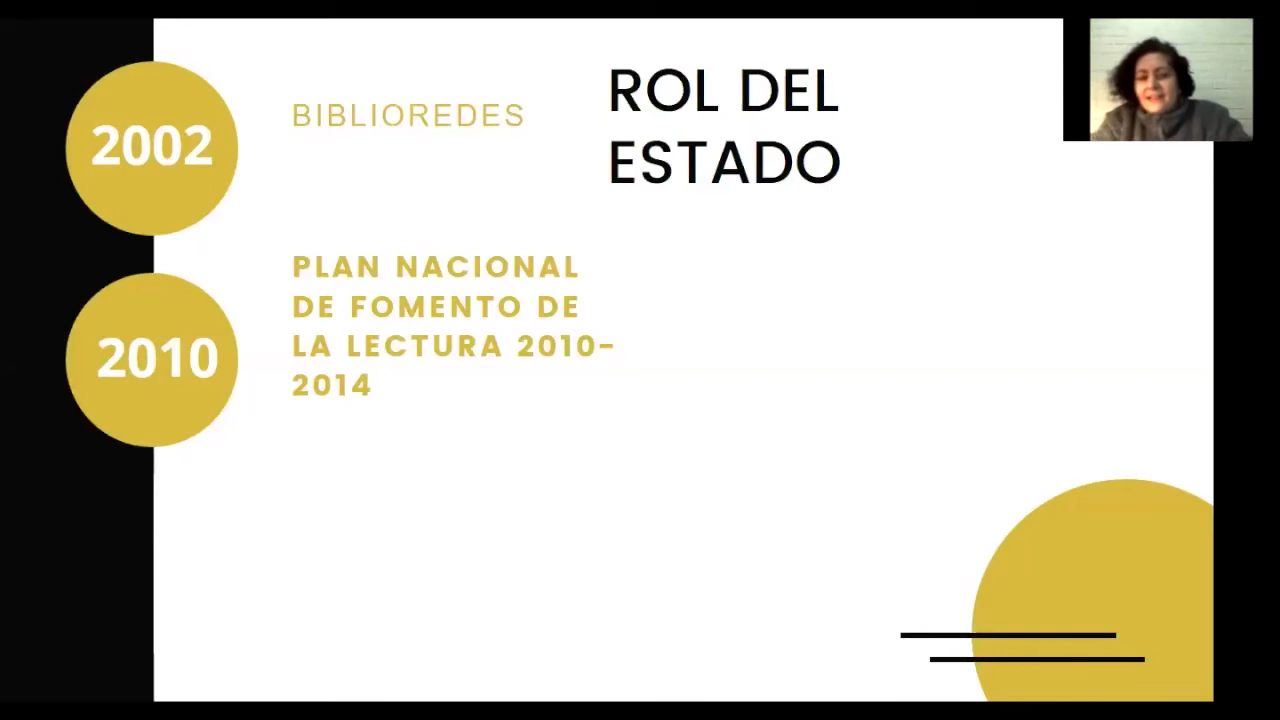 ROL DEL
ESTADO
2002
BIBLIOREDES
2010
PLAN NACIONAL
DE FOMENTO DE
LA LECTURA 2010-
2014